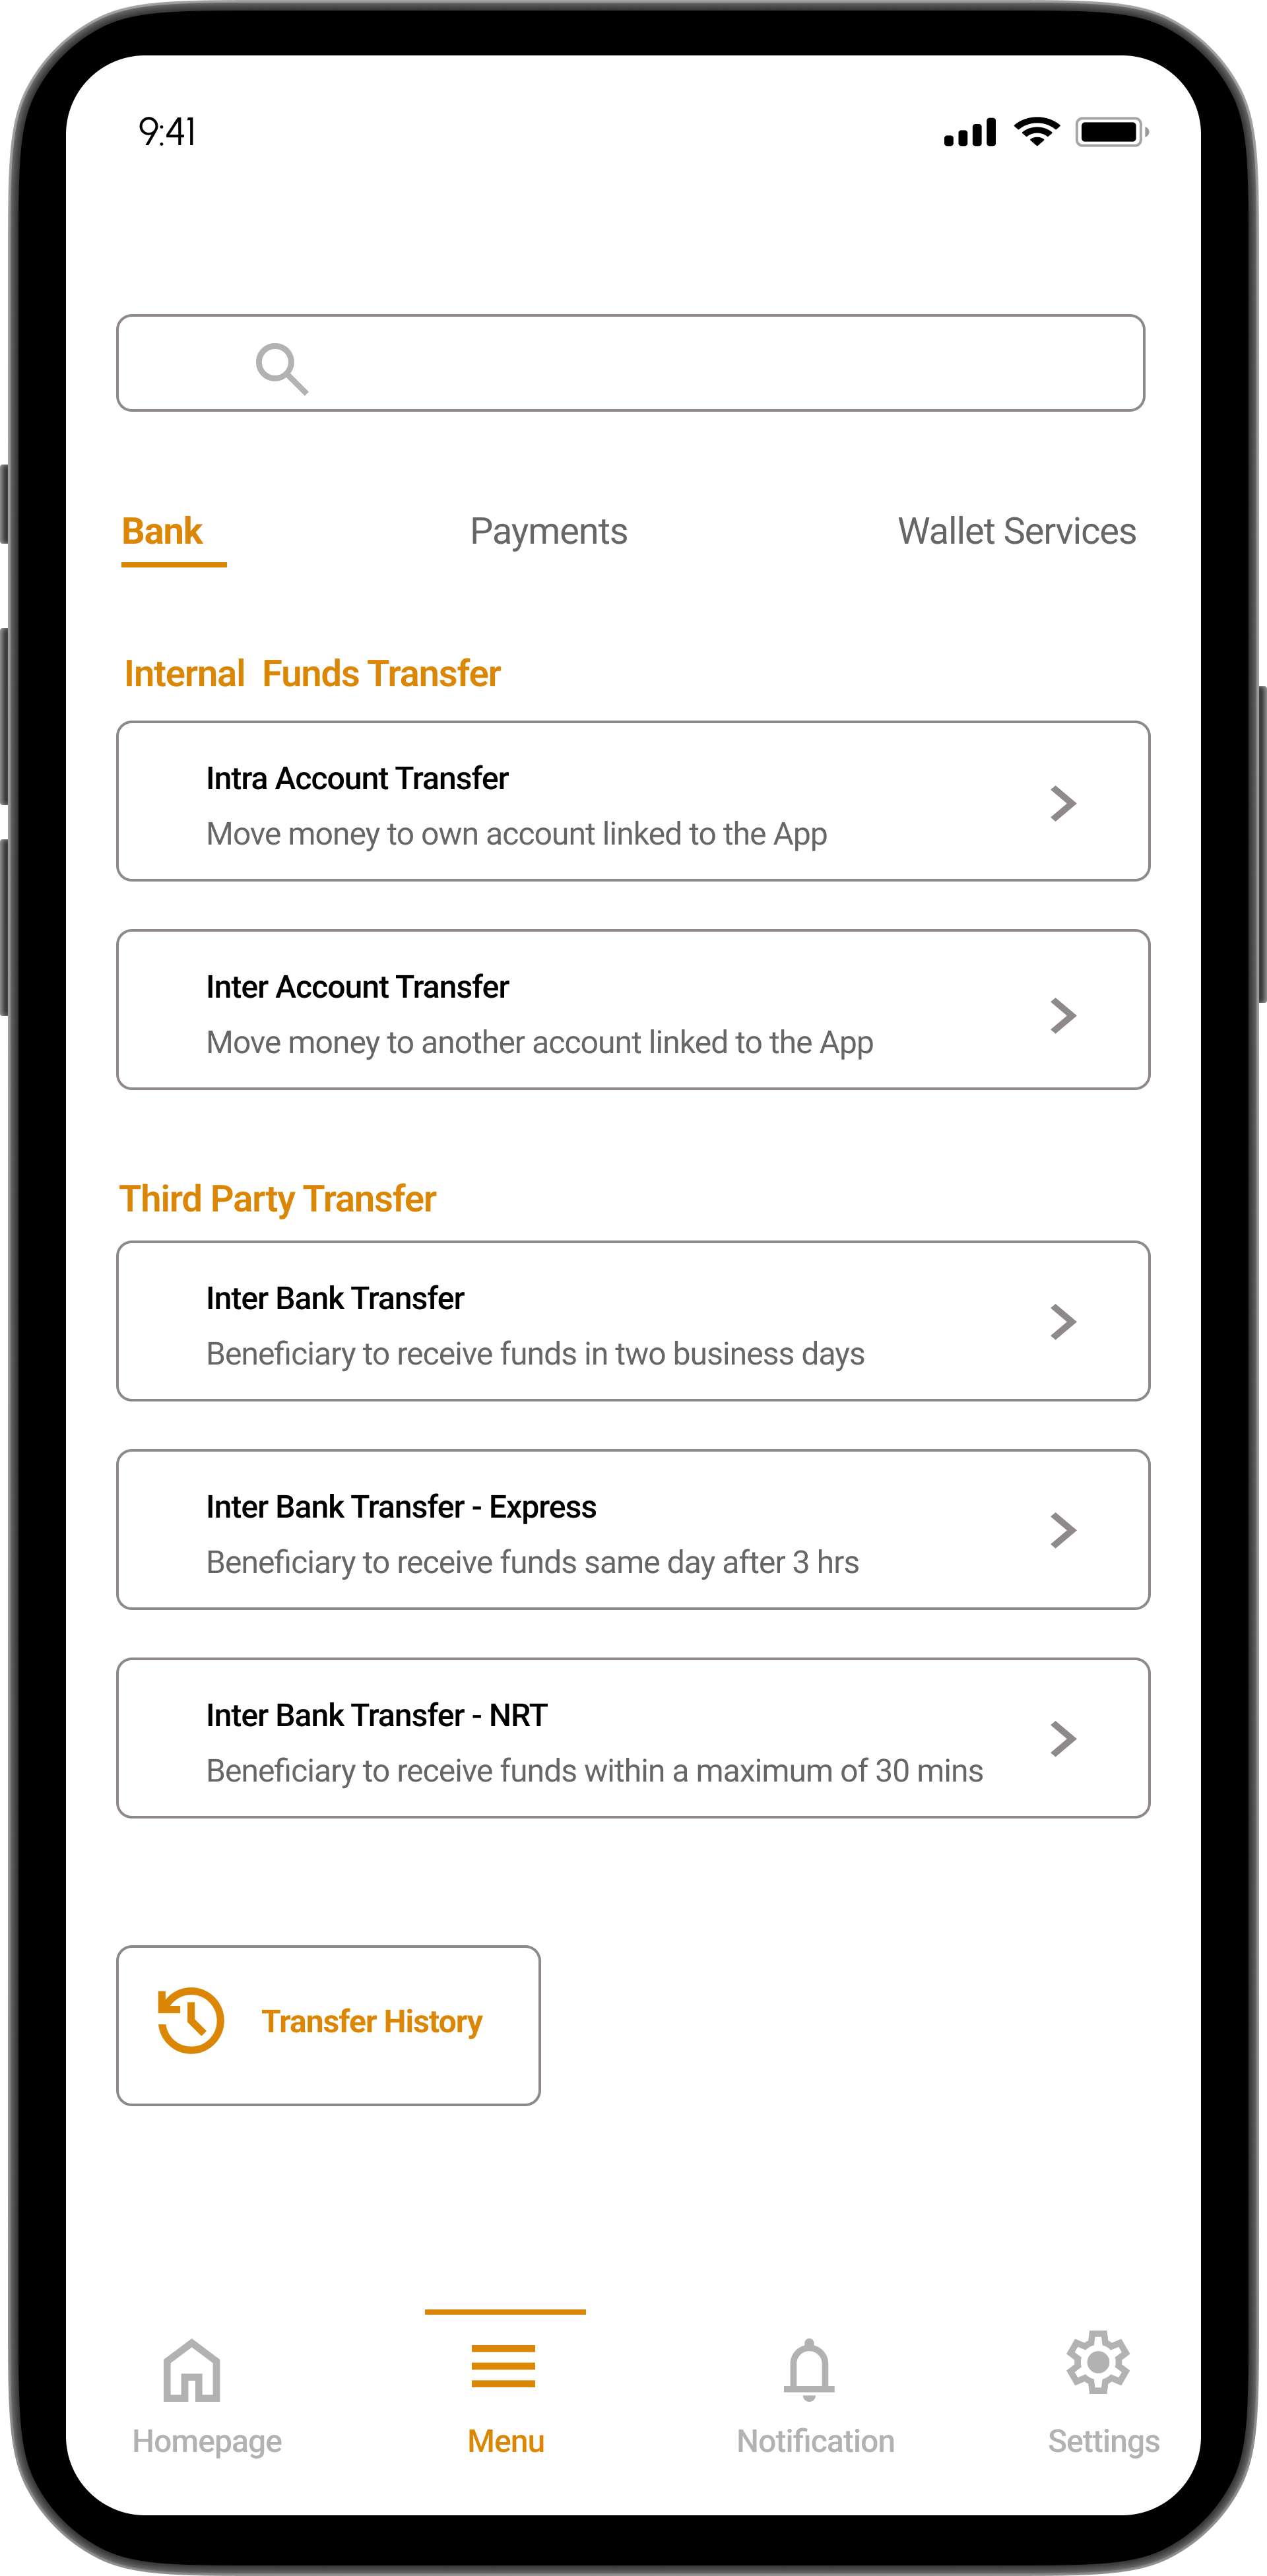 9:41
Bank Payments Wallet Services
Internal Funds Transfer
Intra Account Transfer
Move money to own account linked to the App
Inter Account Transfer
Move money to another account linked to the App
Third Party Transfer
Inter Bank Transfer
Beneficiary to receive funds in two business days
Inter Bank Transfer - Express
Beneficiary to receive funds same day after 3 hrs
Inter Bank Transfer - NRT
Beneficiary to receive funds within a maximum of 30 mins
Transfer History
Homepage Menu Notification Settings